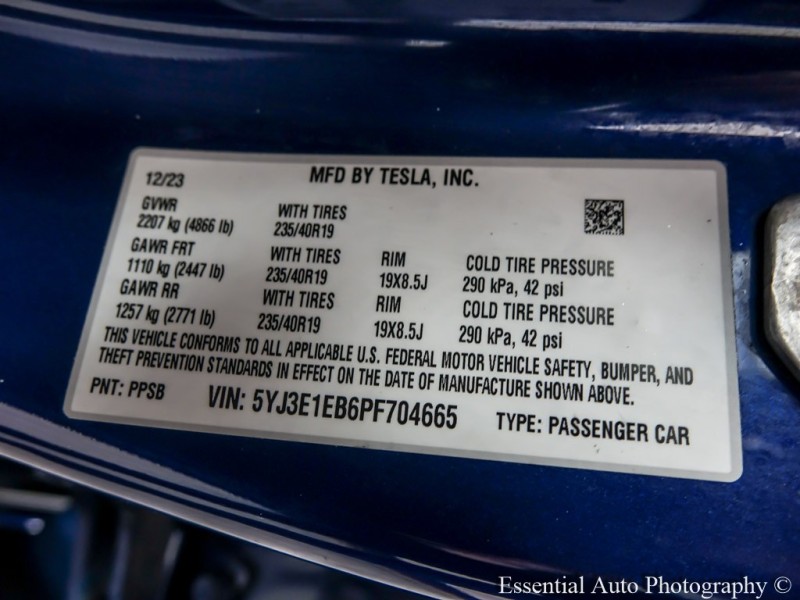 12/23 MFD BY TESLA, INC.
GVWR
2207 kg (4866 lb) WITH TIRES
235/40R19
GAWR FRT WITH TIRES RIM COLD TIRE PRESSURE
1110 kg (2447 lb) 235/40R19 19X8.5J 290 kPa, 42 psi
GAWR RR WITH TIRES RIM COLD TIRE PRESSURE
1257 kg (2771 lb) 235/40R19 19X8.5J 290 kPa, 42 psi
THIS VEHICLE CONFORMS TO ALL APPLICABLE U.S. FEDERAL MOTOR VEHICLE SAFETY, BUMPER, AND
THEFT PREVENTION STANDARDS IN EFFECT ON THE DATE OF MANUFACTURE SHOWN ABOVE.
PNT: PPSB VIN: 5YJ3E1EB6PF704665 TYPE: PASSENGER CAR
Essential Auto Photography ©